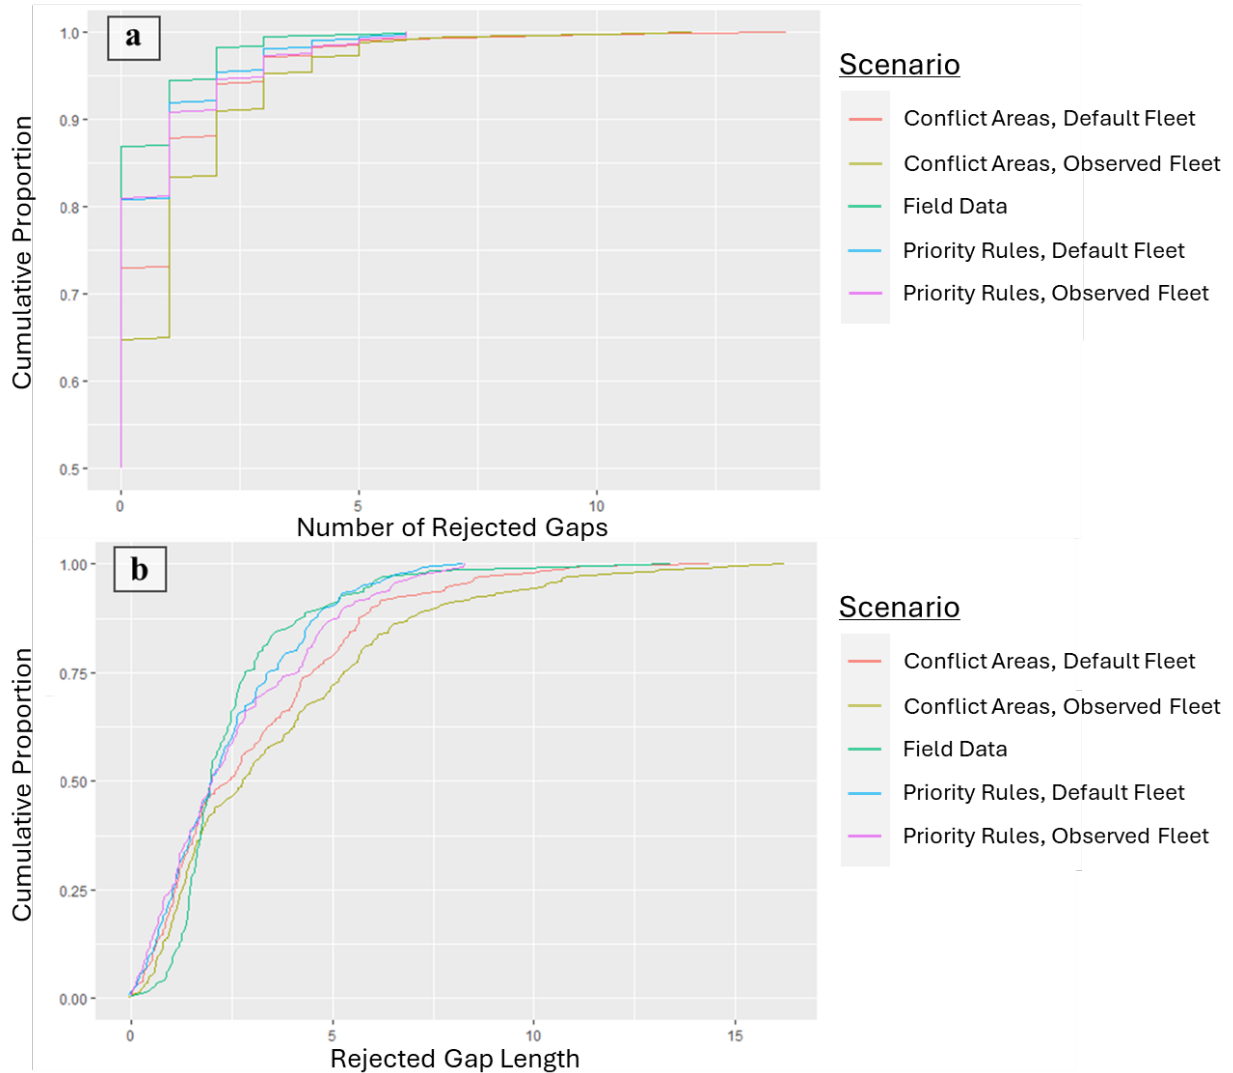 a
1.0
0.9
0.8
0.7
0.6
0.5
Cumulative Proportion
0 5 10
Number of Rejected Gaps
Scenario
Conflict Areas, Default Fleet
Conflict Areas, Observed Fleet
Field Data
Priority Rules, Default Fleet
Priority Rules, Observed Fleet
b
1.00
0.75
0.50
0.25
0.00
Cumulative Proportion
0 5 10 15
Rejected Gap Length
Scenario
Conflict Areas, Default Fleet
Conflict Areas, Observed Fleet
Field Data
Priority Rules, Default Fleet
Priority Rules, Observed Fleet